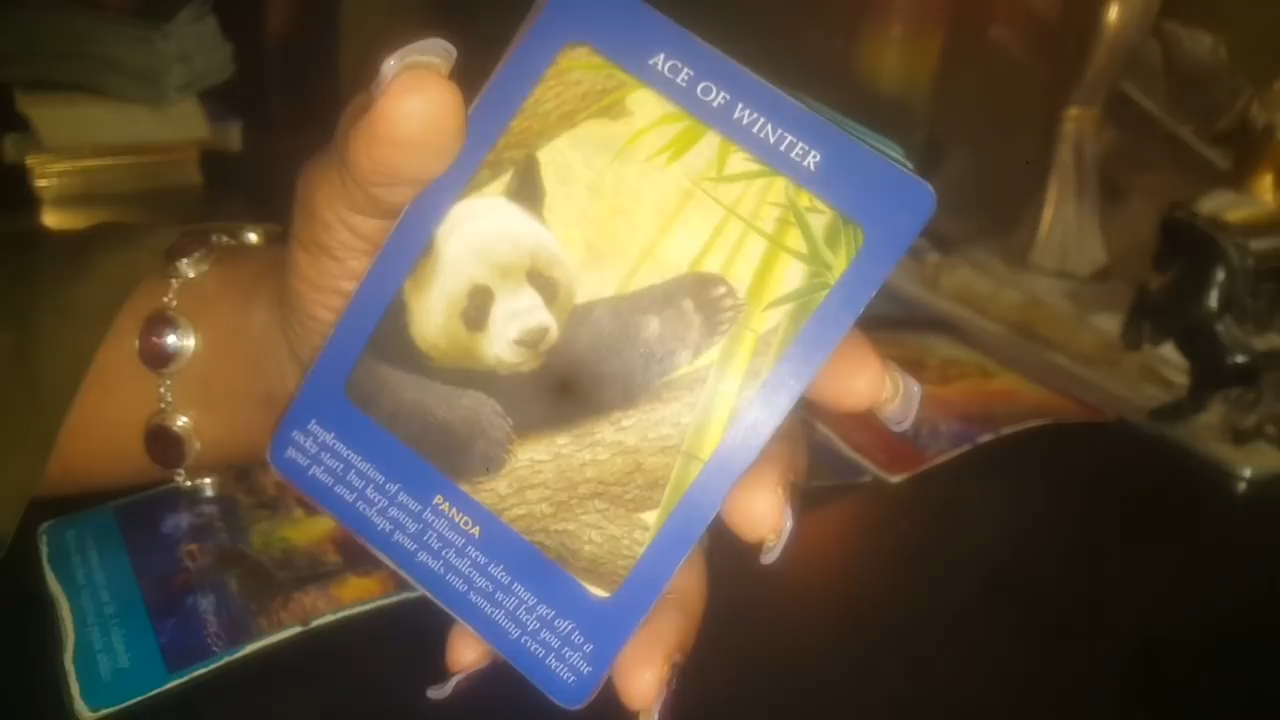 ACE OF WINTER
PANDA
Implementation of your brilliant new idea may get off to a
rocky start, but keep going! The challenges will help you refine
your plan and reshape your goals into something even better.